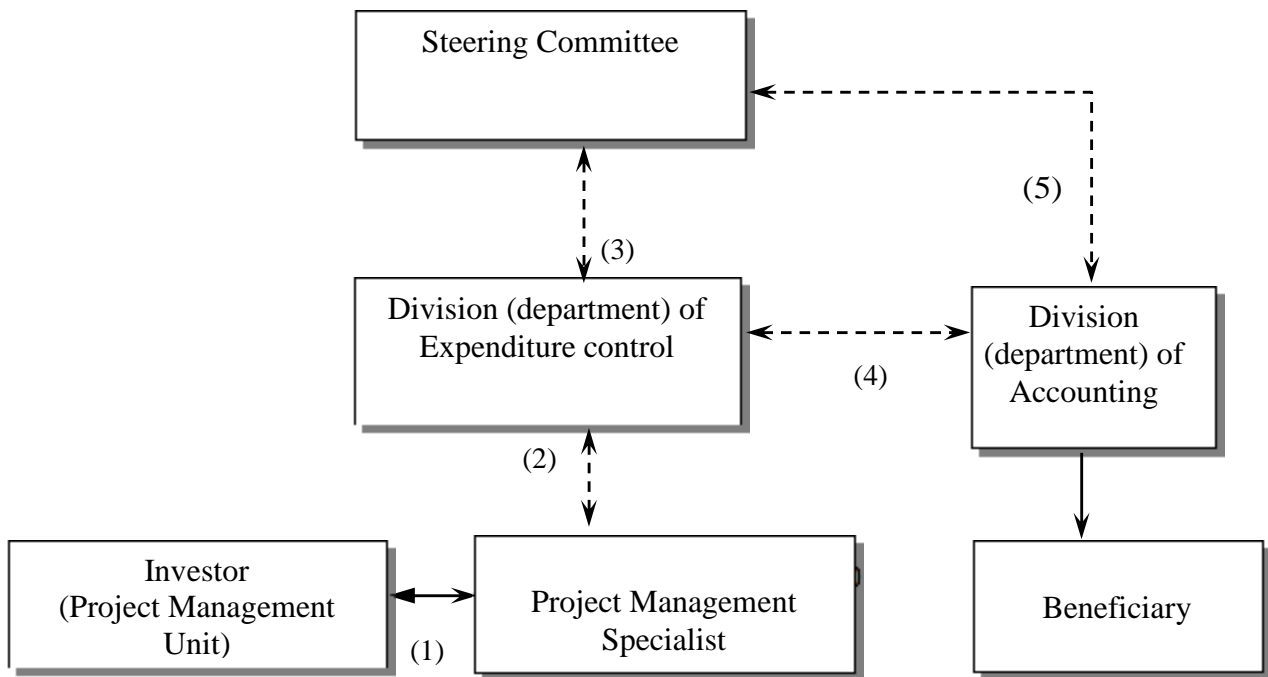 Steering Committee
(5)
(3)
Division (department) of
Expenditure control
Division
(department) of
Accounting
(4)
(2)
Investor
(Project Management
Unit)
(1)
Project Management
Specialist
Beneficiary